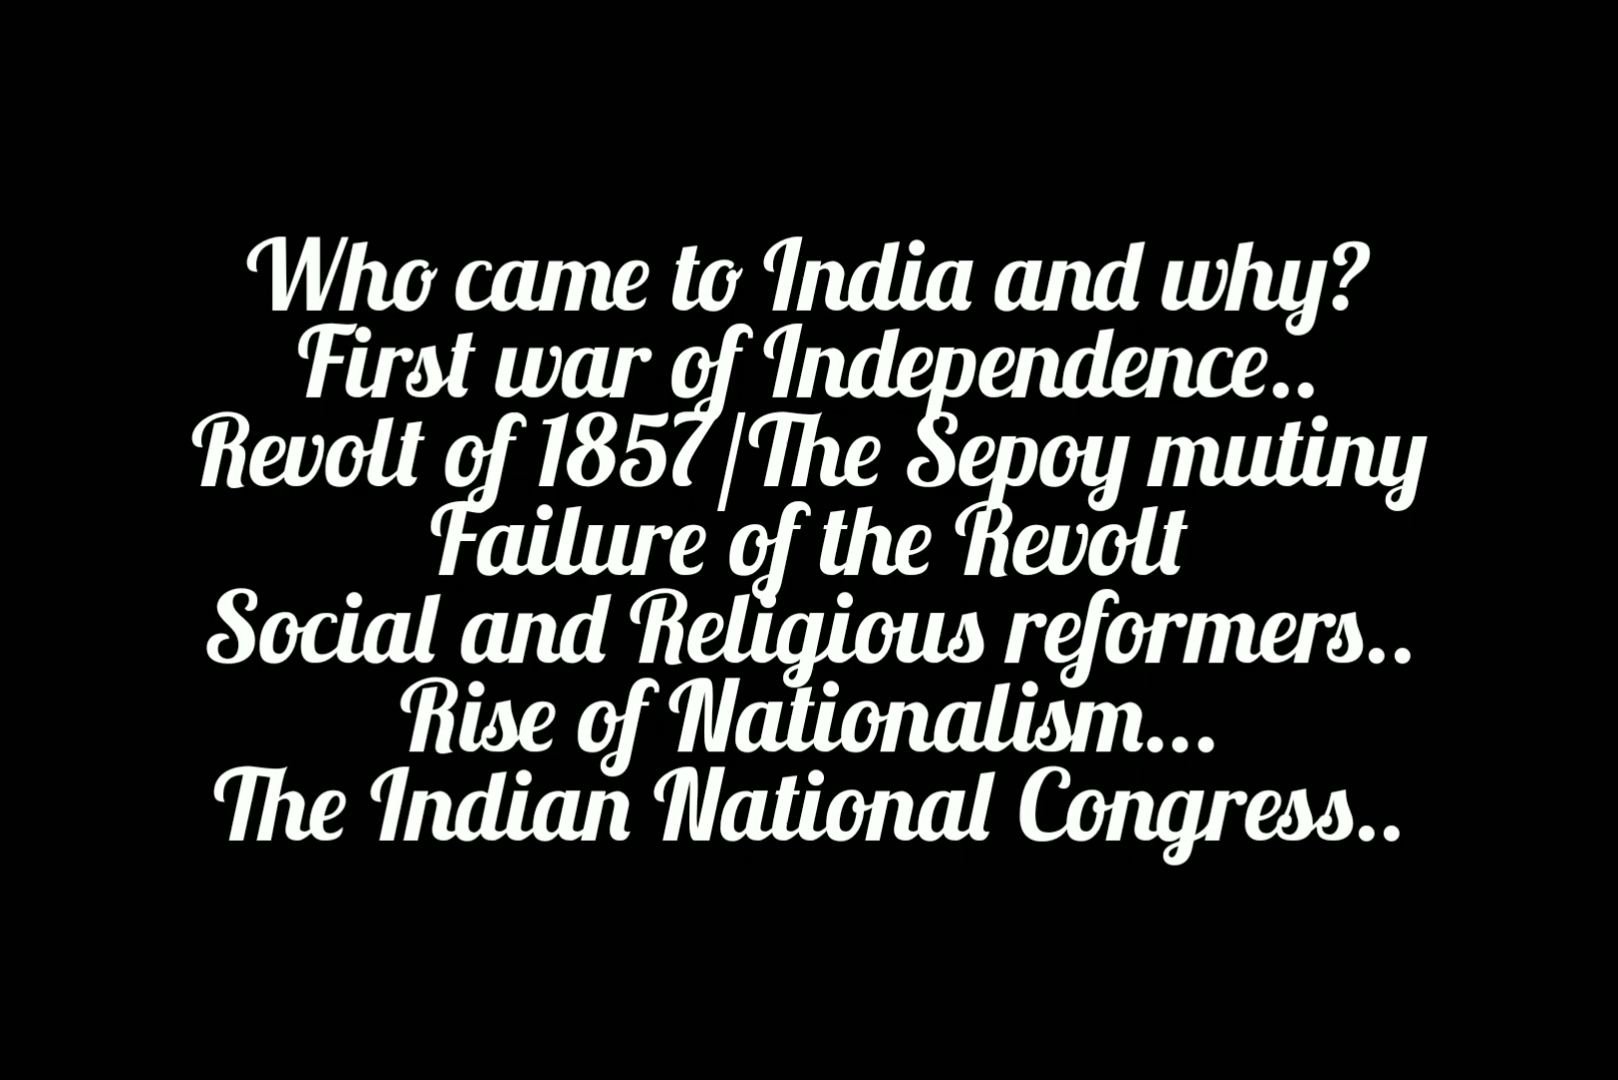 Who came to India and why?
First war of Independence..
Revolt of 1857/The Sepoy mutiny
Failure of the Revolt
Social and Religious reformers..
Rise of Nationalism...
The Indian National Congress..